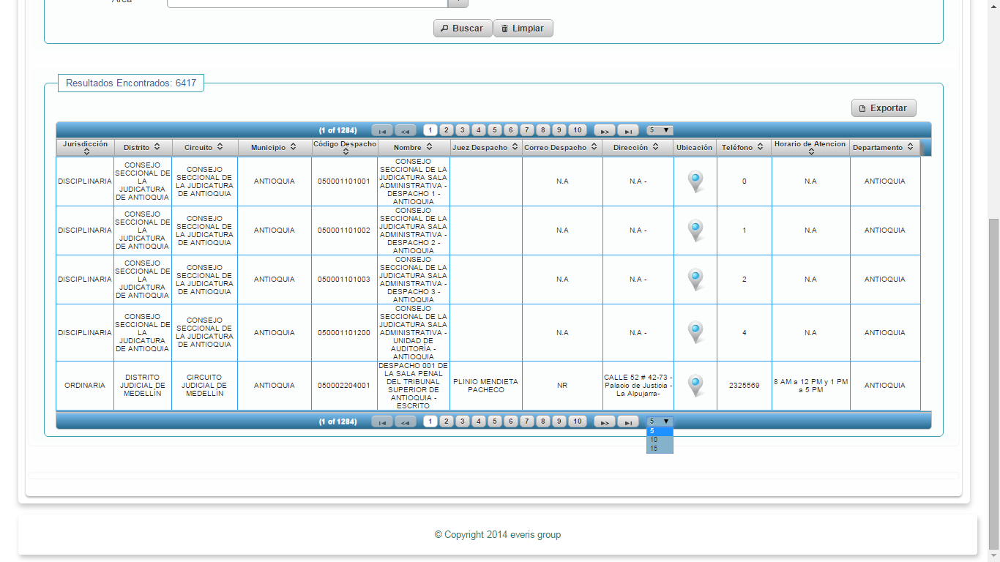 Area
Buscar Limpiar
Resultados Encontrados: 6417
Exportar
(1 of 1284) 1 2 3 4 5 6 7 8 9 10 5
Jurisdicción Distrito Circuito Municipio Código Despacho Nombre Juez Despacho Correo Despacho Dirección Ubicación Teléfono Horario de Atencion Departamento
DISCIPLINARIA
CONSEJO
SECCIONAL DE
LA
JUDICATURA
DE ANTIOQUIA
CONSEJO
SECCIONAL DE
LA JUDICATURA
DE ANTIOQUIA
ANTIOQUIA
050001101001
CONSEJO
SECCIONAL DE LA
JUDICATURA SALA
ADMINISTRATIVA -
DESPACHO 1 -
ANTIOQUIA
N.A
N.A -
0
N.A
ANTIOQUIA
DISCIPLINARIA
CONSEJO
SECCIONAL DE
LA
JUDICATURA
DE ANTIOQUIA
CONSEJO
SECCIONAL DE
LA JUDICATURA
DE ANTIOQUIA
ANTIOQUIA
050001101002
CONSEJO
SECCIONAL DE LA
JUDICATURA SALA
ADMINISTRATIVA -
DESPACHO 2 -
ANTIOQUIA
N.A
N.A -
1
N.A
ANTIOQUIA
DISCIPLINARIA
CONSEJO
SECCIONAL DE
LA
JUDICATURA
DE ANTIOQUIA
CONSEJO
SECCIONAL DE
LA JUDICATURA
DE ANTIOQUIA
ANTIOQUIA
050001101003
CONSEJO
SECCIONAL DE LA
JUDICATURA SALA
ADMINISTRATIVA -
DESPACHO 3 -
ANTIOQUIA
N.A
N.A -
2
N.A
ANTIOQUIA
DISCIPLINARIA
CONSEJO
SECCIONAL DE
LA
JUDICATURA
DE ANTIOQUIA
CONSEJO
SECCIONAL DE
LA JUDICATURA
DE ANTIOQUIA
ANTIOQUIA
050001101200
CONSEJO
SECCIONAL DE LA
JUDICATURA SALA
ADMINISTRATIVA -
UNIDAD DE
AUDITORÍA -
ANTIOQUIA
N.A
N.A -
4
N.A
ANTIOQUIA
ORDINARIA
DISTRITO
JUDICIAL DE
MEDELLÍN
CIRCUITO
JUDICIAL DE
MEDELLÍN
ANTIOQUIA
050002204001
DESPACHO 001 DE
LA SALA PENAL
DEL TRIBUNAL
SUPERIOR DE
ANTIOQUIA -
ESCRITO
PLINIO MENDIETA
PACHECO
NR
CALLE 52 # 42-73 -
Palacio de Justicia -
La Alpujarra-
2325569
8 AM a 12 PM y 1 PM
a 5 PM
ANTIOQUIA
(1 of 1284) 1 2 3 4 5 6 7 8 9 10 5
5
10
15
© Copyright 2014 everis group